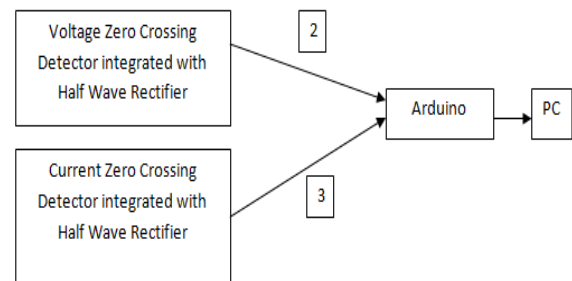 Voltage Zero Crossing
Detector integrated with
Half Wave Rectifier
2
Arduino
PC
Current Zero Crossing
Detector integrated with
Half Wave Rectifier
3